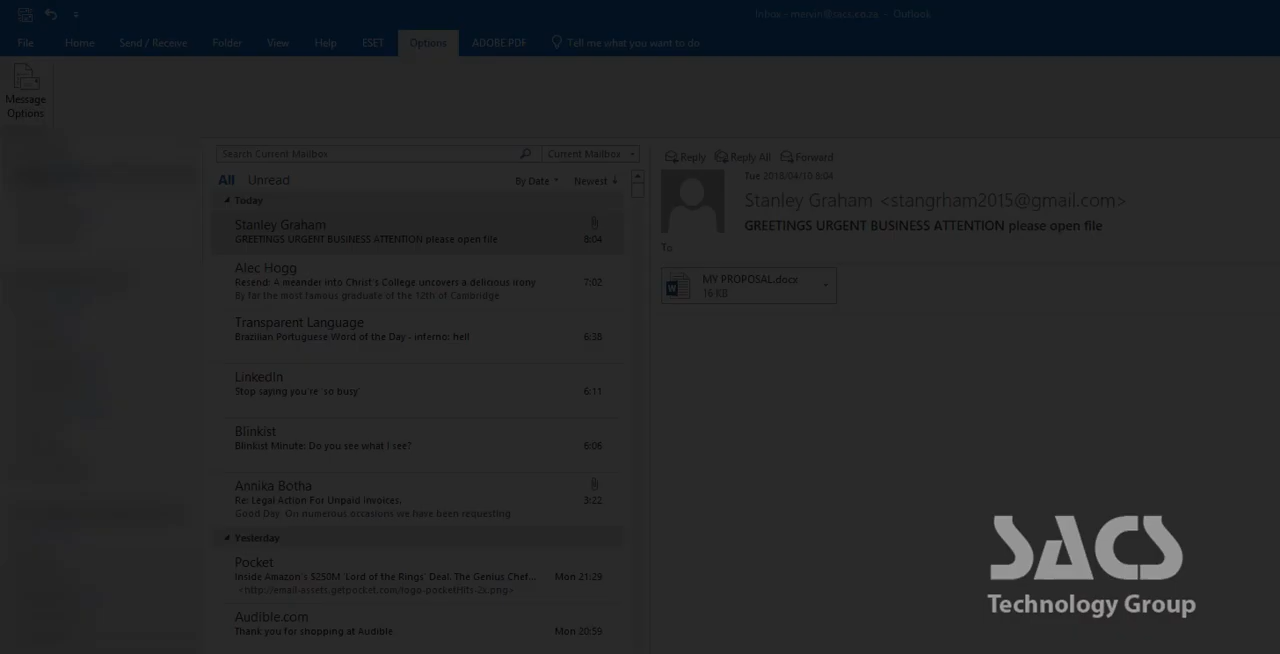 Inbox - mervin@sacs.co.za - Outlook
File Home Send / Receive Folder View Help ESET Options ADOBE PDF Tell me what you want to do
Message
Options
Search Current Mailbox Current Mailbox
All Unread By Date Newest
Today
Stanley Graham
GREETINGS URGENT BUSINESS ATTENTION please open file 8:04
Alec Hogg
Resend: A meander into Christ's College uncovers a delicious irony 7:02
By far the most famous graduate of the 12th of Cambridge
Transparent Language
Brazilian Portuguese Word of the Day - inferno: hell 6:38
LinkedIn
Stop saying you're 'so busy' 6:11
Blinkist
Blinkist Minute: Do you see what I see? 6:06
Annika Botha
Re: Legal Action For Unpaid Invoices. 3:22
Good Day On numerous occasions we have been requesting
Yesterday
Pocket
Inside Amazon's $250M 'Lord of the Rings' Deal, The Genius Chef... Mon 21:29
<http://email-assets.getpocket.com/logo-pockethits-2x.png>
Audible.com
Thank you for shopping at Audible Mon 20:59
Reply Reply All Forward
Tue 2018/04/10 8:04
Stanley Graham <stangrham2015@gmail.com>
GREETINGS URGENT BUSINESS ATTENTION please open file
To
MY PROPOSAL.docx
16 KB
SACS
Technology Group